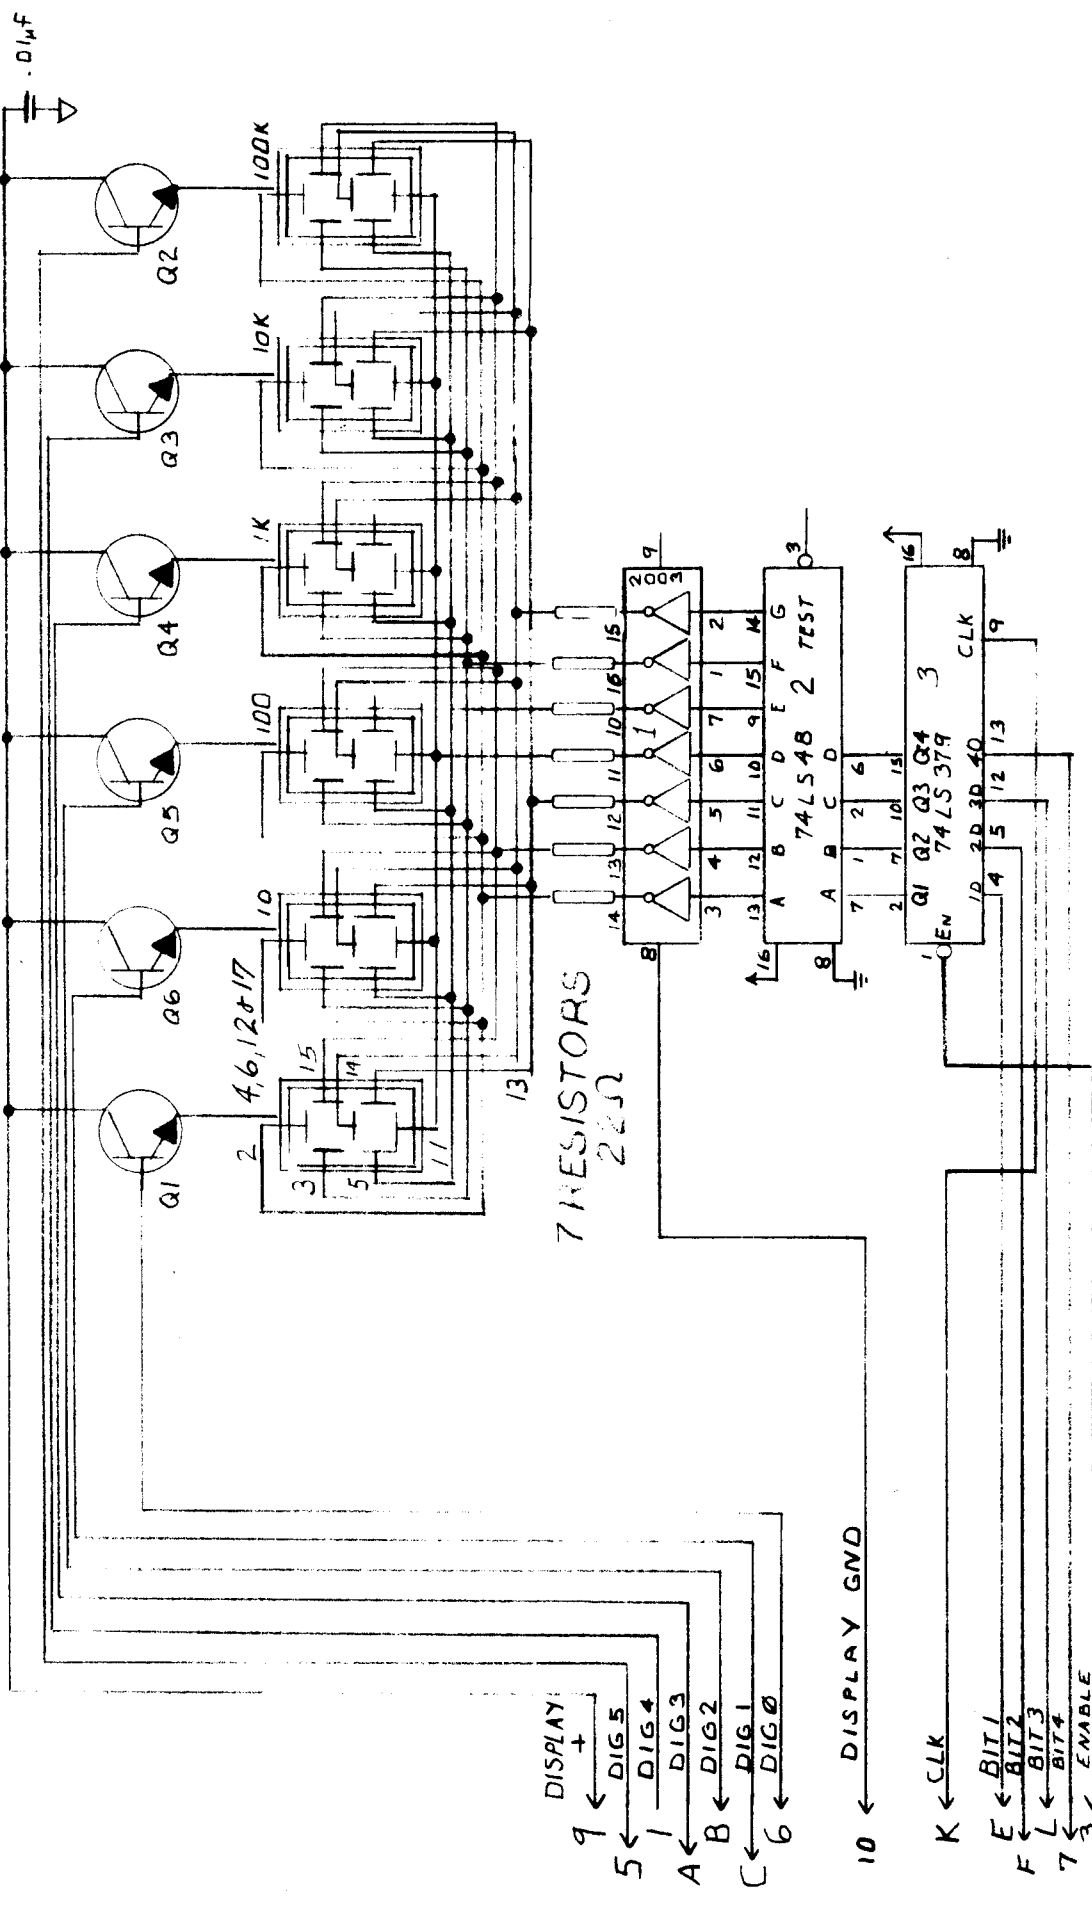 .01µF
Q2
Q3
Q4
Q5
Q6
Q1
100K
10K
1K
100
10
4,6,12&17
2
15
14
3
5
11
13
7 RESISTORS
22Ω
2003
9
15
16
10
1
11
12
13
14
8
2
1
7
6
5
4
3
14
15
9
10
11
12
13
G
F
E
D
C
B
A
TEST
3
2
74LS48
D
C
B
A
16
8
6
2
1
7
15
10
7
2
Q4
Q3
Q2
Q1
16
8
3
74LS379
CLK
9
4D
3D
2D
1D
13
12
5
4
EN
1
9 DISPLAY +
5 DIG5
1 DIG4
A DIG3
B DIG2
C DIG1
6 DIGØ
10 DISPLAY GND
K CLK
E BIT1
F BIT2
L BIT3
7 BIT4
3 ENABLE